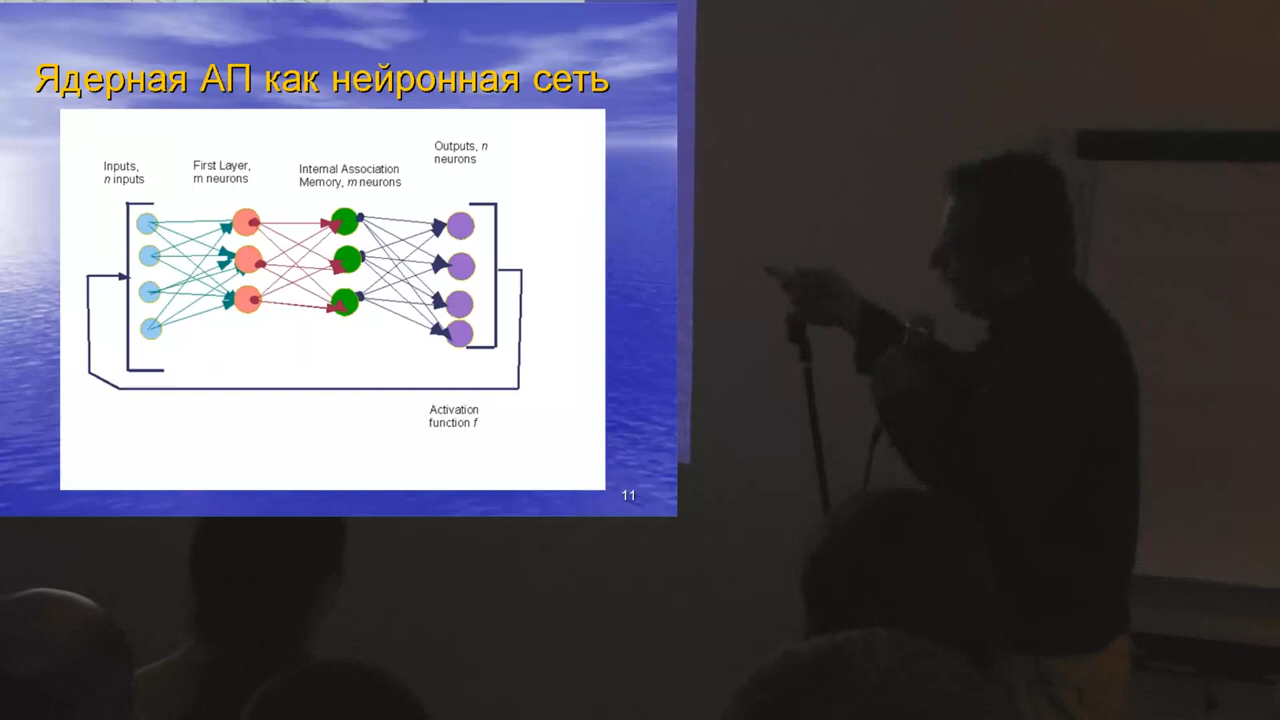 Ядерная АП как нейронная сеть
Inputs,
n inputs
First Layer,
m neurons
Internal Association
Memory, m neurons
Outputs, n
neurons
Activation
function f
11